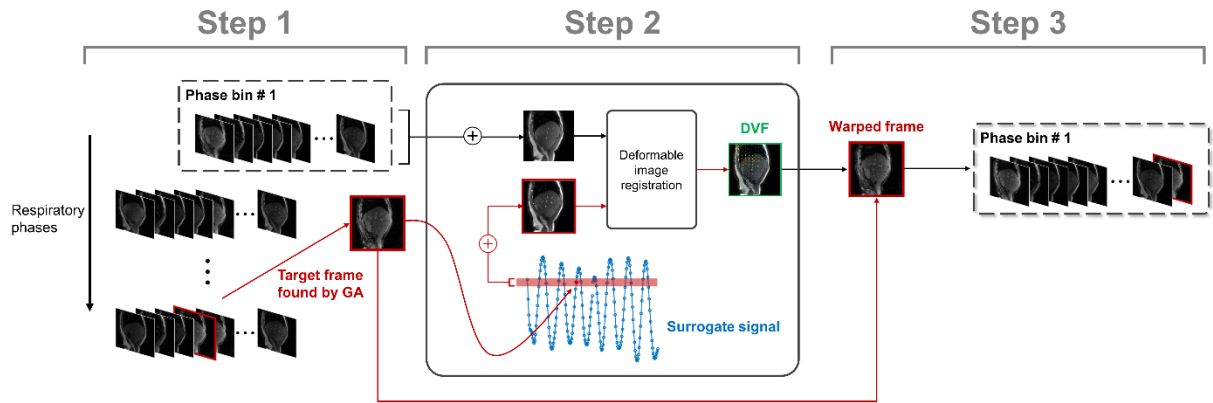 Step 1
Step 2
Step 3
Phase bin # 1
Respiratory
phases
Target frame
found by GA
Deformable
image
registration
DVF
Surrogate signal
Warped frame
Phase bin # 1